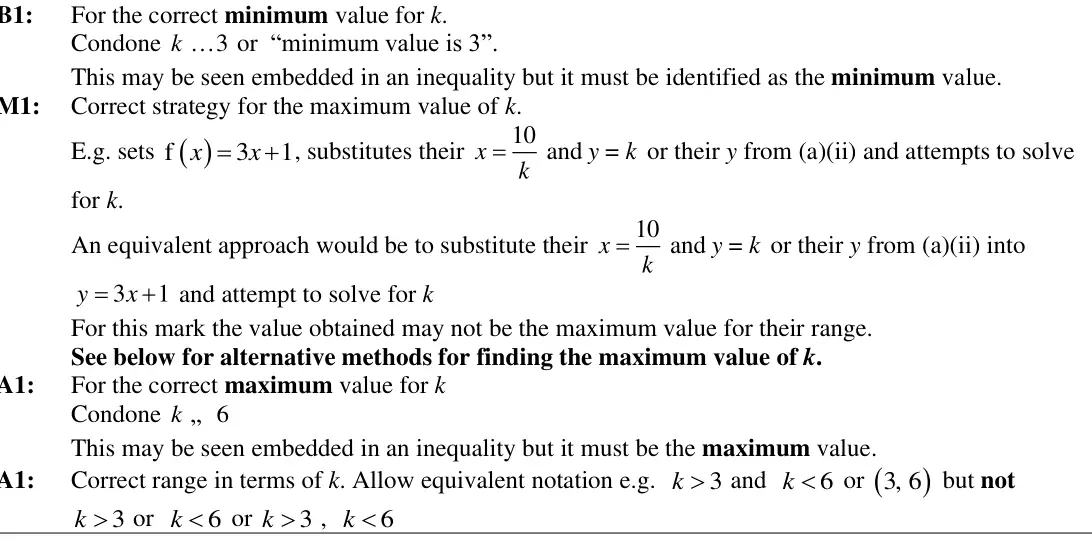 B1: For the correct minimum value for k.
Condone k …3 or “minimum value is 3”.
This may be seen embedded in an inequality but it must be identified as the minimum value.
M1: Correct strategy for the maximum value of k.
E.g. sets f(x) = 3x+1, substitutes their x = 10/k and y = k or their y from (a)(ii) and attempts to solve
for k.
An equivalent approach would be to substitute their x = 10/k and y = k or their y from (a)(ii) into
y = 3x+1 and attempt to solve for k
For this mark the value obtained may not be the maximum value for their range.
See below for alternative methods for finding the maximum value of k.
A1: For the correct maximum value for k
Condone k „ 6
This may be seen embedded in an inequality but it must be the maximum value.
A1: Correct range in terms of k. Allow equivalent notation e.g. k > 3 and k < 6 or (3, 6) but not
k > 3 or k < 6 or k > 3 , k < 6